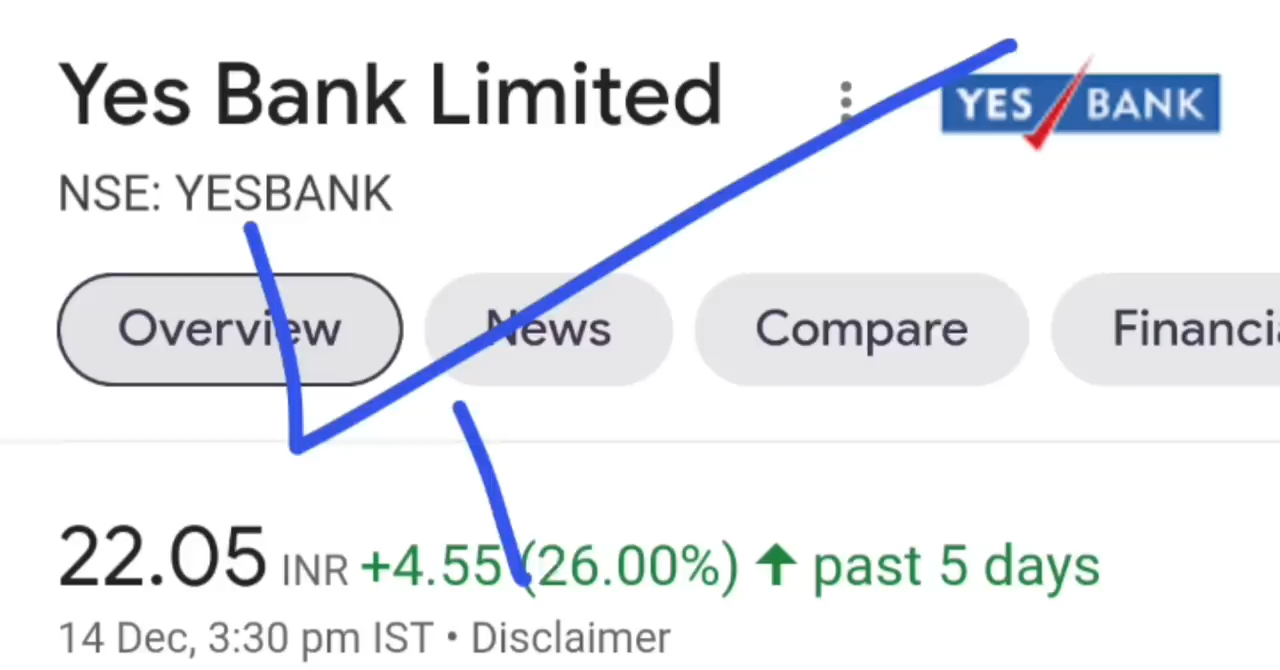 Yes Bank Limited
YES BANK
NSE: YESBANK
Overview News Compare Financi
22.05 INR +4.55 (26.00%) ↑ past 5 days
14 Dec, 3:30 pm IST • Disclaimer